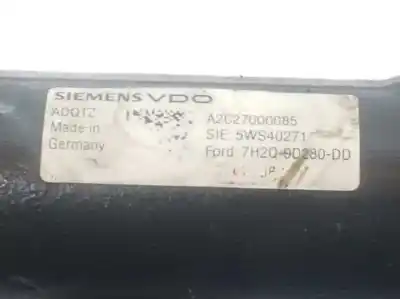 SIEMENS VDO
ADQTZ
Made in
Germany
A2C27000085
SIE 5WS40271
Ford 7H2Q-9D280-DD